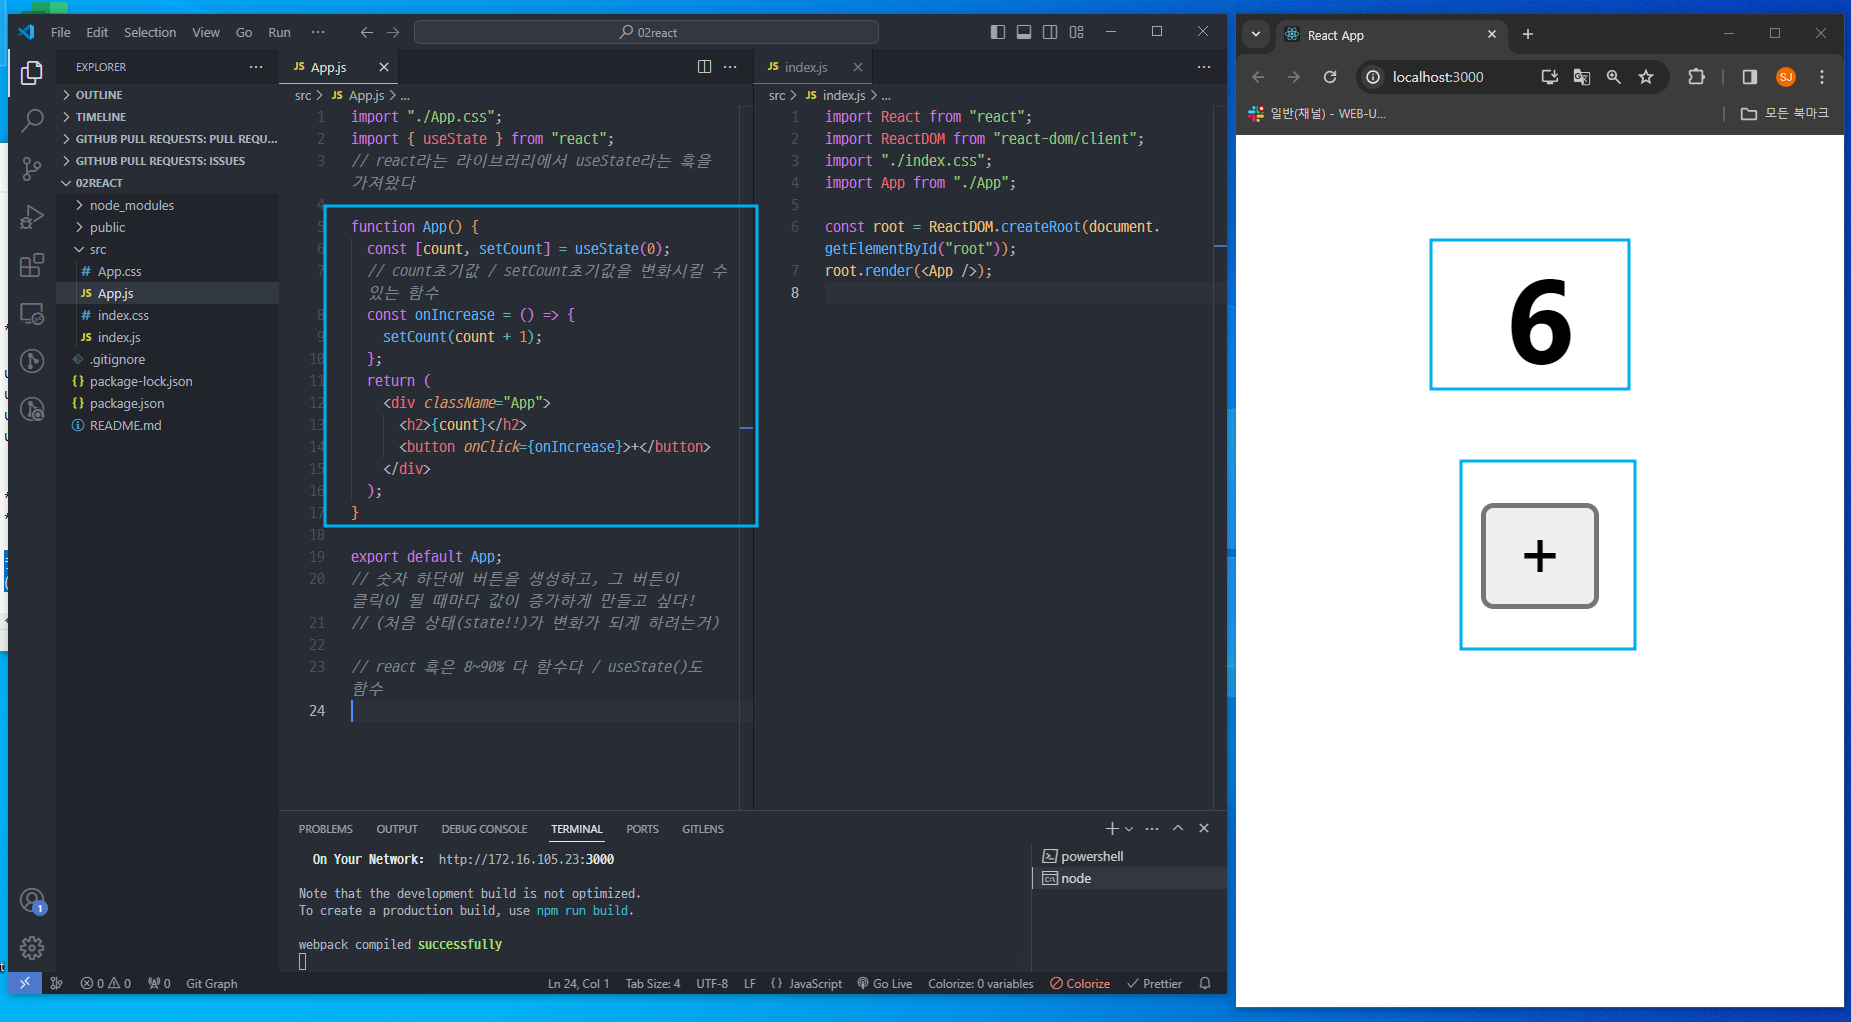 File Edit Selection View Go Run ··· 02react
EXPLORER ···
OUTLINE
TIMELINE
GITHUB PULL REQUESTS: PULL REQU...
GITHUB PULL REQUESTS: ISSUES
02REACT
node_modules
public
src
# App.css
JS App.js
# index.css
JS index.js
.gitignore
{} package-lock.json
{} package.json
README.md
1
JS App.js
src > JS App.js > ...
1 import "./App.css";
2 import { useState } from "react";
3 // react라는 라이브러리에서 useState라는 훅을
가져왔다
4
5 function App() {
6 const [count, setCount] = useState(0);
7 // count초기값 / setCount초기값을 변화시킬 수
있는 함수
8 const onIncrease = () => {
9 setCount(count + 1);
10 };
11 return (
12 <div className="App">
13 <h2>{count}</h2>
14 <button onClick={onIncrease}>+</button>
15 </div>
16 );
17 }
18
19 export default App;
20 // 숫자 하단에 버튼을 생성하고, 그 버튼이
클릭이 될 때마다 값이 증가하게 만들고 싶다!
21 // (처음 상태(state!!)가 변화가 되게 하려는거)
22
23 // react 훅은 8~90% 다 함수다 / useState()도
함수
24
JS index.js
src > JS index.js > ...
1 import React from "react";
2 import ReactDOM from "react-dom/client";
3 import "./index.css";
4 import App from "./App";
5
6 const root = ReactDOM.createRoot(document.
getElementById("root"));
7 root.render(<App />);
8
PROBLEMS OUTPUT DEBUG CONSOLE TERMINAL PORTS GITLENS
On Your Network: http://172.16.105.23:3000
Note that the development build is not optimized.
To create a production build, use npm run build.
webpack compiled successfully
powershell
node
0 0 0 Git Graph Ln 24, Col 1 Tab Size: 4 UTF-8 LF {} JavaScript Go Live Colorize: 0 variables Colorize Prettier
React App
localhost:3000 SJ
일반(채널) - WEB-U... 모든 북마크
6
+